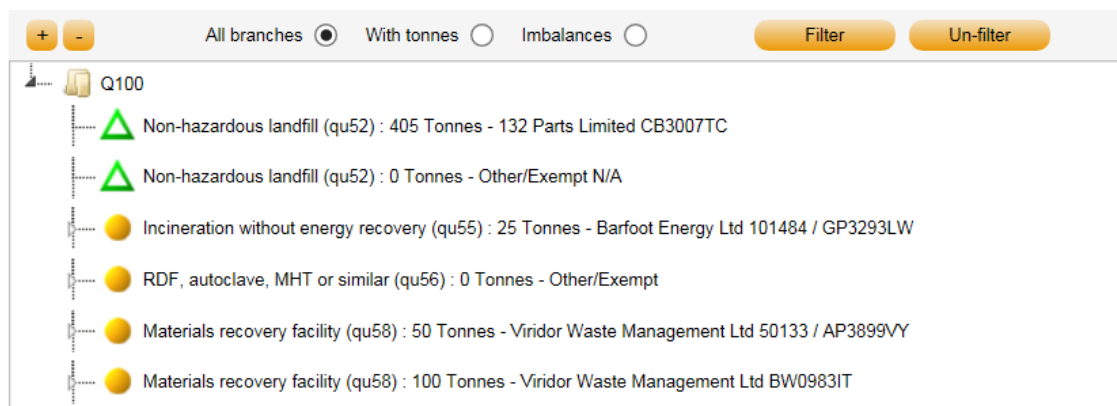 + - All branches With tonnes Imbalances Filter Un-filter
Q100
Non-hazardous landfill (qu52) : 405 Tonnes - 132 Parts Limited CB3007TC
Non-hazardous landfill (qu52) : 0 Tonnes - Other/Exempt N/A
Incineration without energy recovery (qu55) : 25 Tonnes - Barfoot Energy Ltd 101484 / GP3293LW
RDF, autoclave, MHT or similar (qu56) : 0 Tonnes - Other/Exempt
Materials recovery facility (qu58) : 50 Tonnes - Viridor Waste Management Ltd 50133 / AP3899VY
Materials recovery facility (qu58) : 100 Tonnes - Viridor Waste Management Ltd BW0983IT